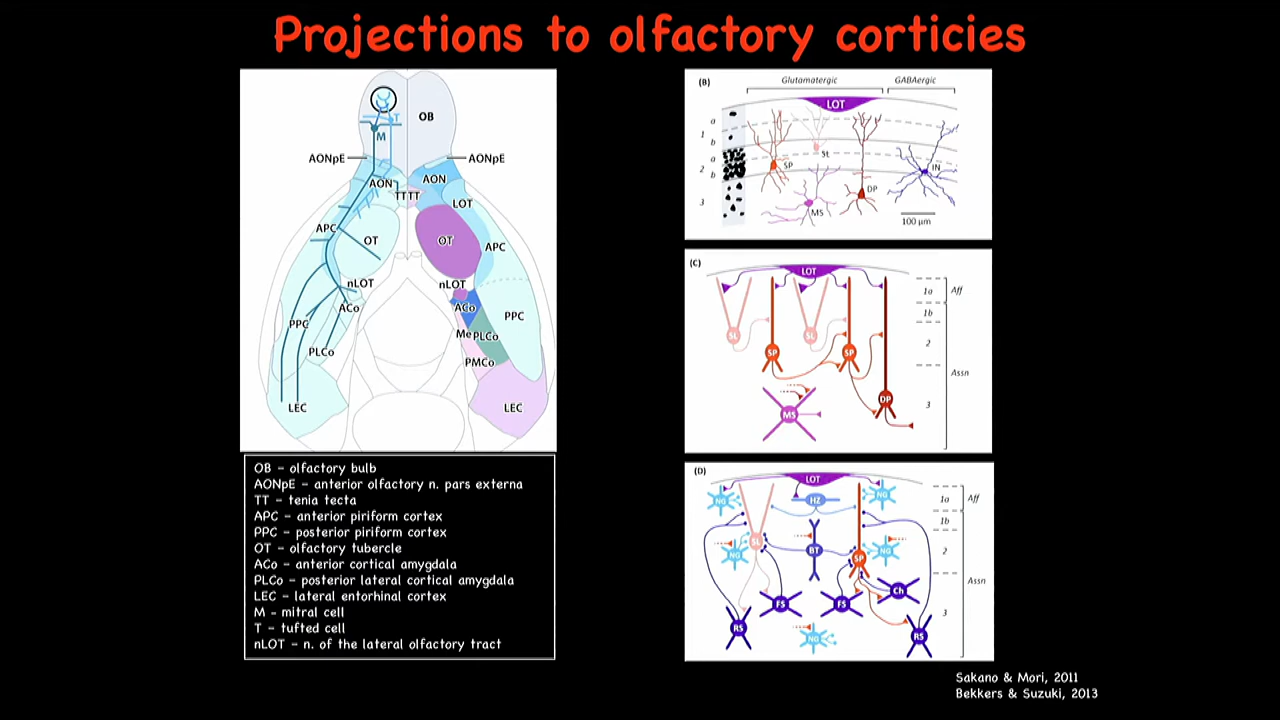 Projections to olfactory corticies
OB
T
M
AONpE
AONpE
AON
AON
TT TT
LOT
APC
OT
OT
APC
nLOT
nLOT
ACo
ACo
PPC
PPC
Me
PLCo
PLCo
PMCo
LEC
LEC
OB – olfactory bulb
AONpE – anterior olfactory n. pars externa
TT – tenia tecta
APC – anterior piriform cortex
PPC – posterior piriform cortex
OT – olfactory tubercle
ACo – anterior cortical amygdala
PLCo – posterior lateral cortical amygdala
LEC – lateral entorhinal cortex
M – mitral cell
T – tufted cell
nLOT – n. of the lateral olfactory tract
(B)
Glutamatergic
GABAergic
LOT
a
1
b
a
2
b
3
SP
St
MS
DP
IN
100 µm
(C)
LOT
1a
Aff
1b
SL
SL
2
SP
SP
Assn
DP
3
MS
(D)
LOT
NG
HZ
NG
1a
Aff
1b
SL
NG
BT
SP
NG
2
Assn
Ch
FS
FS
3
RS
NG
RS
Sakano & Mori, 2011
Bekkers & Suzuki, 2013